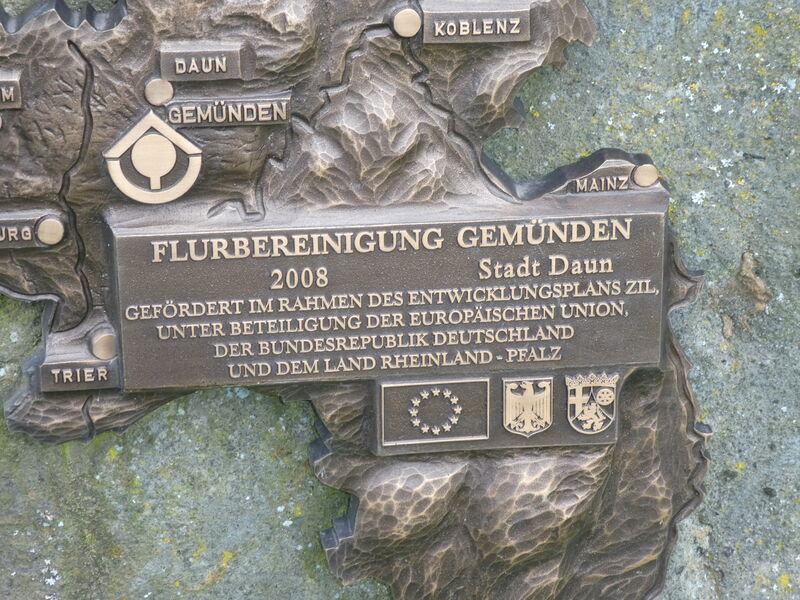 KOBLENZ
DAUN
GEMÜNDEN
MAINZ
FLURBEREINIGUNG GEMÜNDEN
2008 Stadt Daun
GEFÖRDERT IM RAHMEN DES ENTWICKLUNGSPLANS ZIL,
UNTER BETEILIGUNG DER EUROPÄISCHEN UNION,
DER BUNDESREPUBLIK DEUTSCHLAND
UND DEM LAND RHEINLAND - PFALZ
TRIER